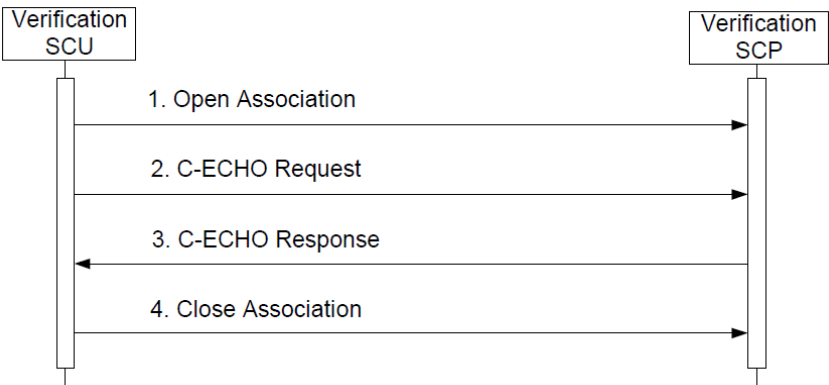 Verification
SCU
Verification
SCP
1. Open Association
2. C-ECHO Request
3. C-ECHO Response
4. Close Association